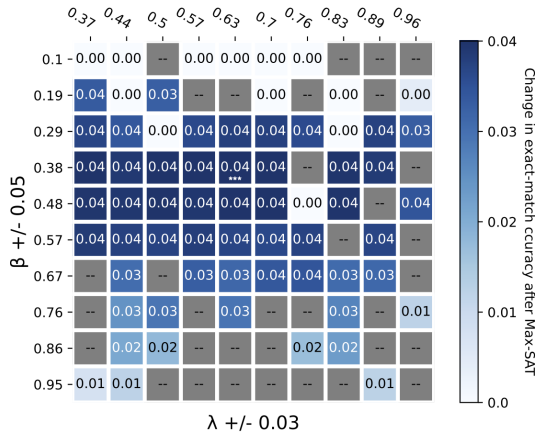 0.37 0.44 0.5 0.57 0.63 0.7 0.76 0.83 0.89 0.96
0.1 0.00 0.00 -- 0.00 0.00 0.00 0.00 -- -- --
0.19 0.04 0.00 0.03 -- -- 0.00 -- 0.00 -- 0.00
0.29 0.04 0.04 0.00 0.04 0.04 0.04 0.04 0.00 0.04 0.03
0.38 0.04 0.04 0.04 0.04 0.04 0.04 -- 0.04 0.04 --
***
0.48 0.04 0.04 0.04 0.04 0.04 0.04 0.00 0.04 -- 0.04
0.57 0.04 0.04 0.04 0.04 0.04 0.04 0.04 -- 0.04 --
0.67 -- 0.03 -- 0.03 0.03 0.04 0.04 0.03 0.03 --
0.76 -- 0.03 0.03 -- 0.03 -- -- 0.03 -- 0.01
0.86 -- 0.02 0.02 -- -- -- 0.02 0.02 -- --
0.95 0.01 0.01 -- -- -- -- -- -- 0.01 --
β +/- 0.05
λ +/- 0.03
0.04
0.03
0.02
0.01
0.0
Change in exact-match ccuracy after Max-SAT